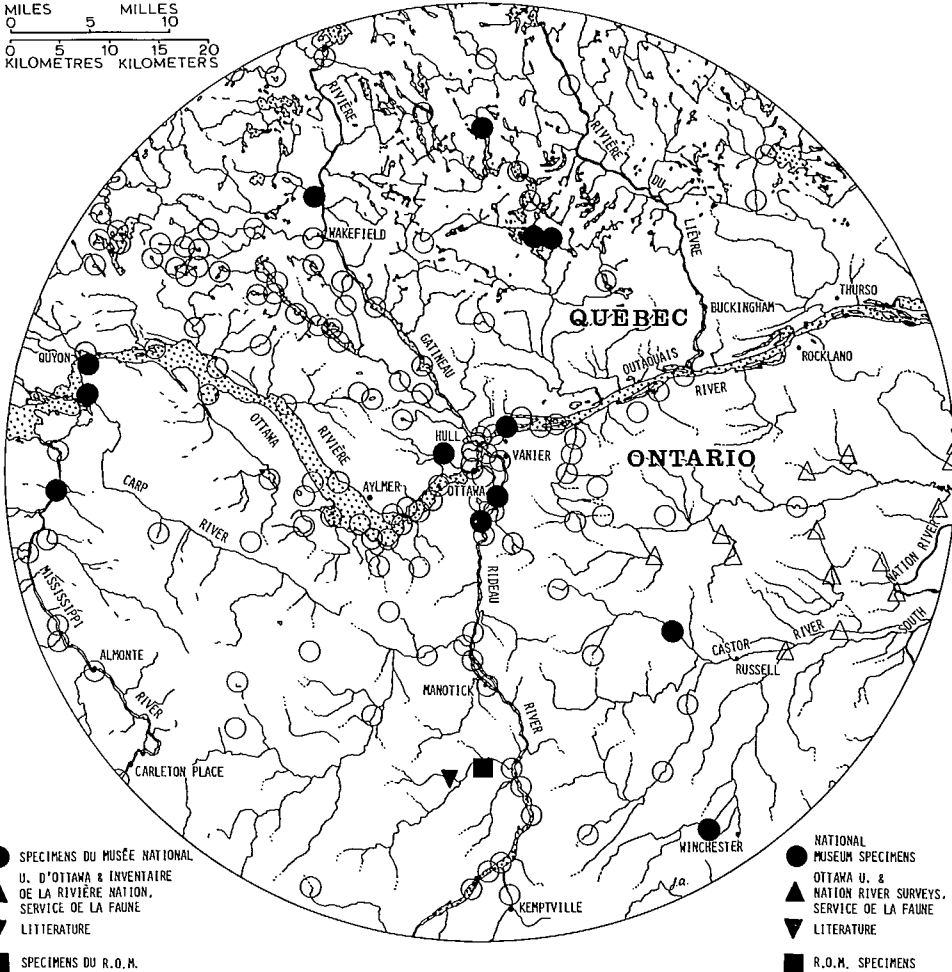 MILES MILLES
0 5 10
0 5 10 15 20
KILOMETRES KILOMETERS
RIVIÈRE
RIVIÈRE
DU
LIÈVRE
WAKEFIELD
THURSO
BUCKINGHAM
QUÉBEC
GATINEAU
ROCKLAND
QUYON
OUTAOUAIS
RIVER
OTTAWA
RIVIÈRE
HULL
VANIER
ONTARIO
CARP
RIVER
AYLMER
OTTAWA
NATION RIVER
SOUTH
RIDEAU
MISSISSIPPI
RIVER
CASTOR
RIVER
RUSSELL
ALMONTE
MANOTICK
RIVER
CARLETON PLACE
WINCHESTER
j.a.
KEMPTVILLE
SPECIMENS DU MUSÉE NATIONAL
U. D'OTTAWA & INVENTAIRE
DE LA RIVIÈRE NATION,
SERVICE DE LA FAUNE
LITTERATURE
SPECIMENS DU R.O.M.
NATIONAL
MUSEUM SPECIMENS
OTTAWA U. &
NATION RIVER SURVEYS,
SERVICE DE LA FAUNE
LITERATURE
R.O.M. SPECIMENS